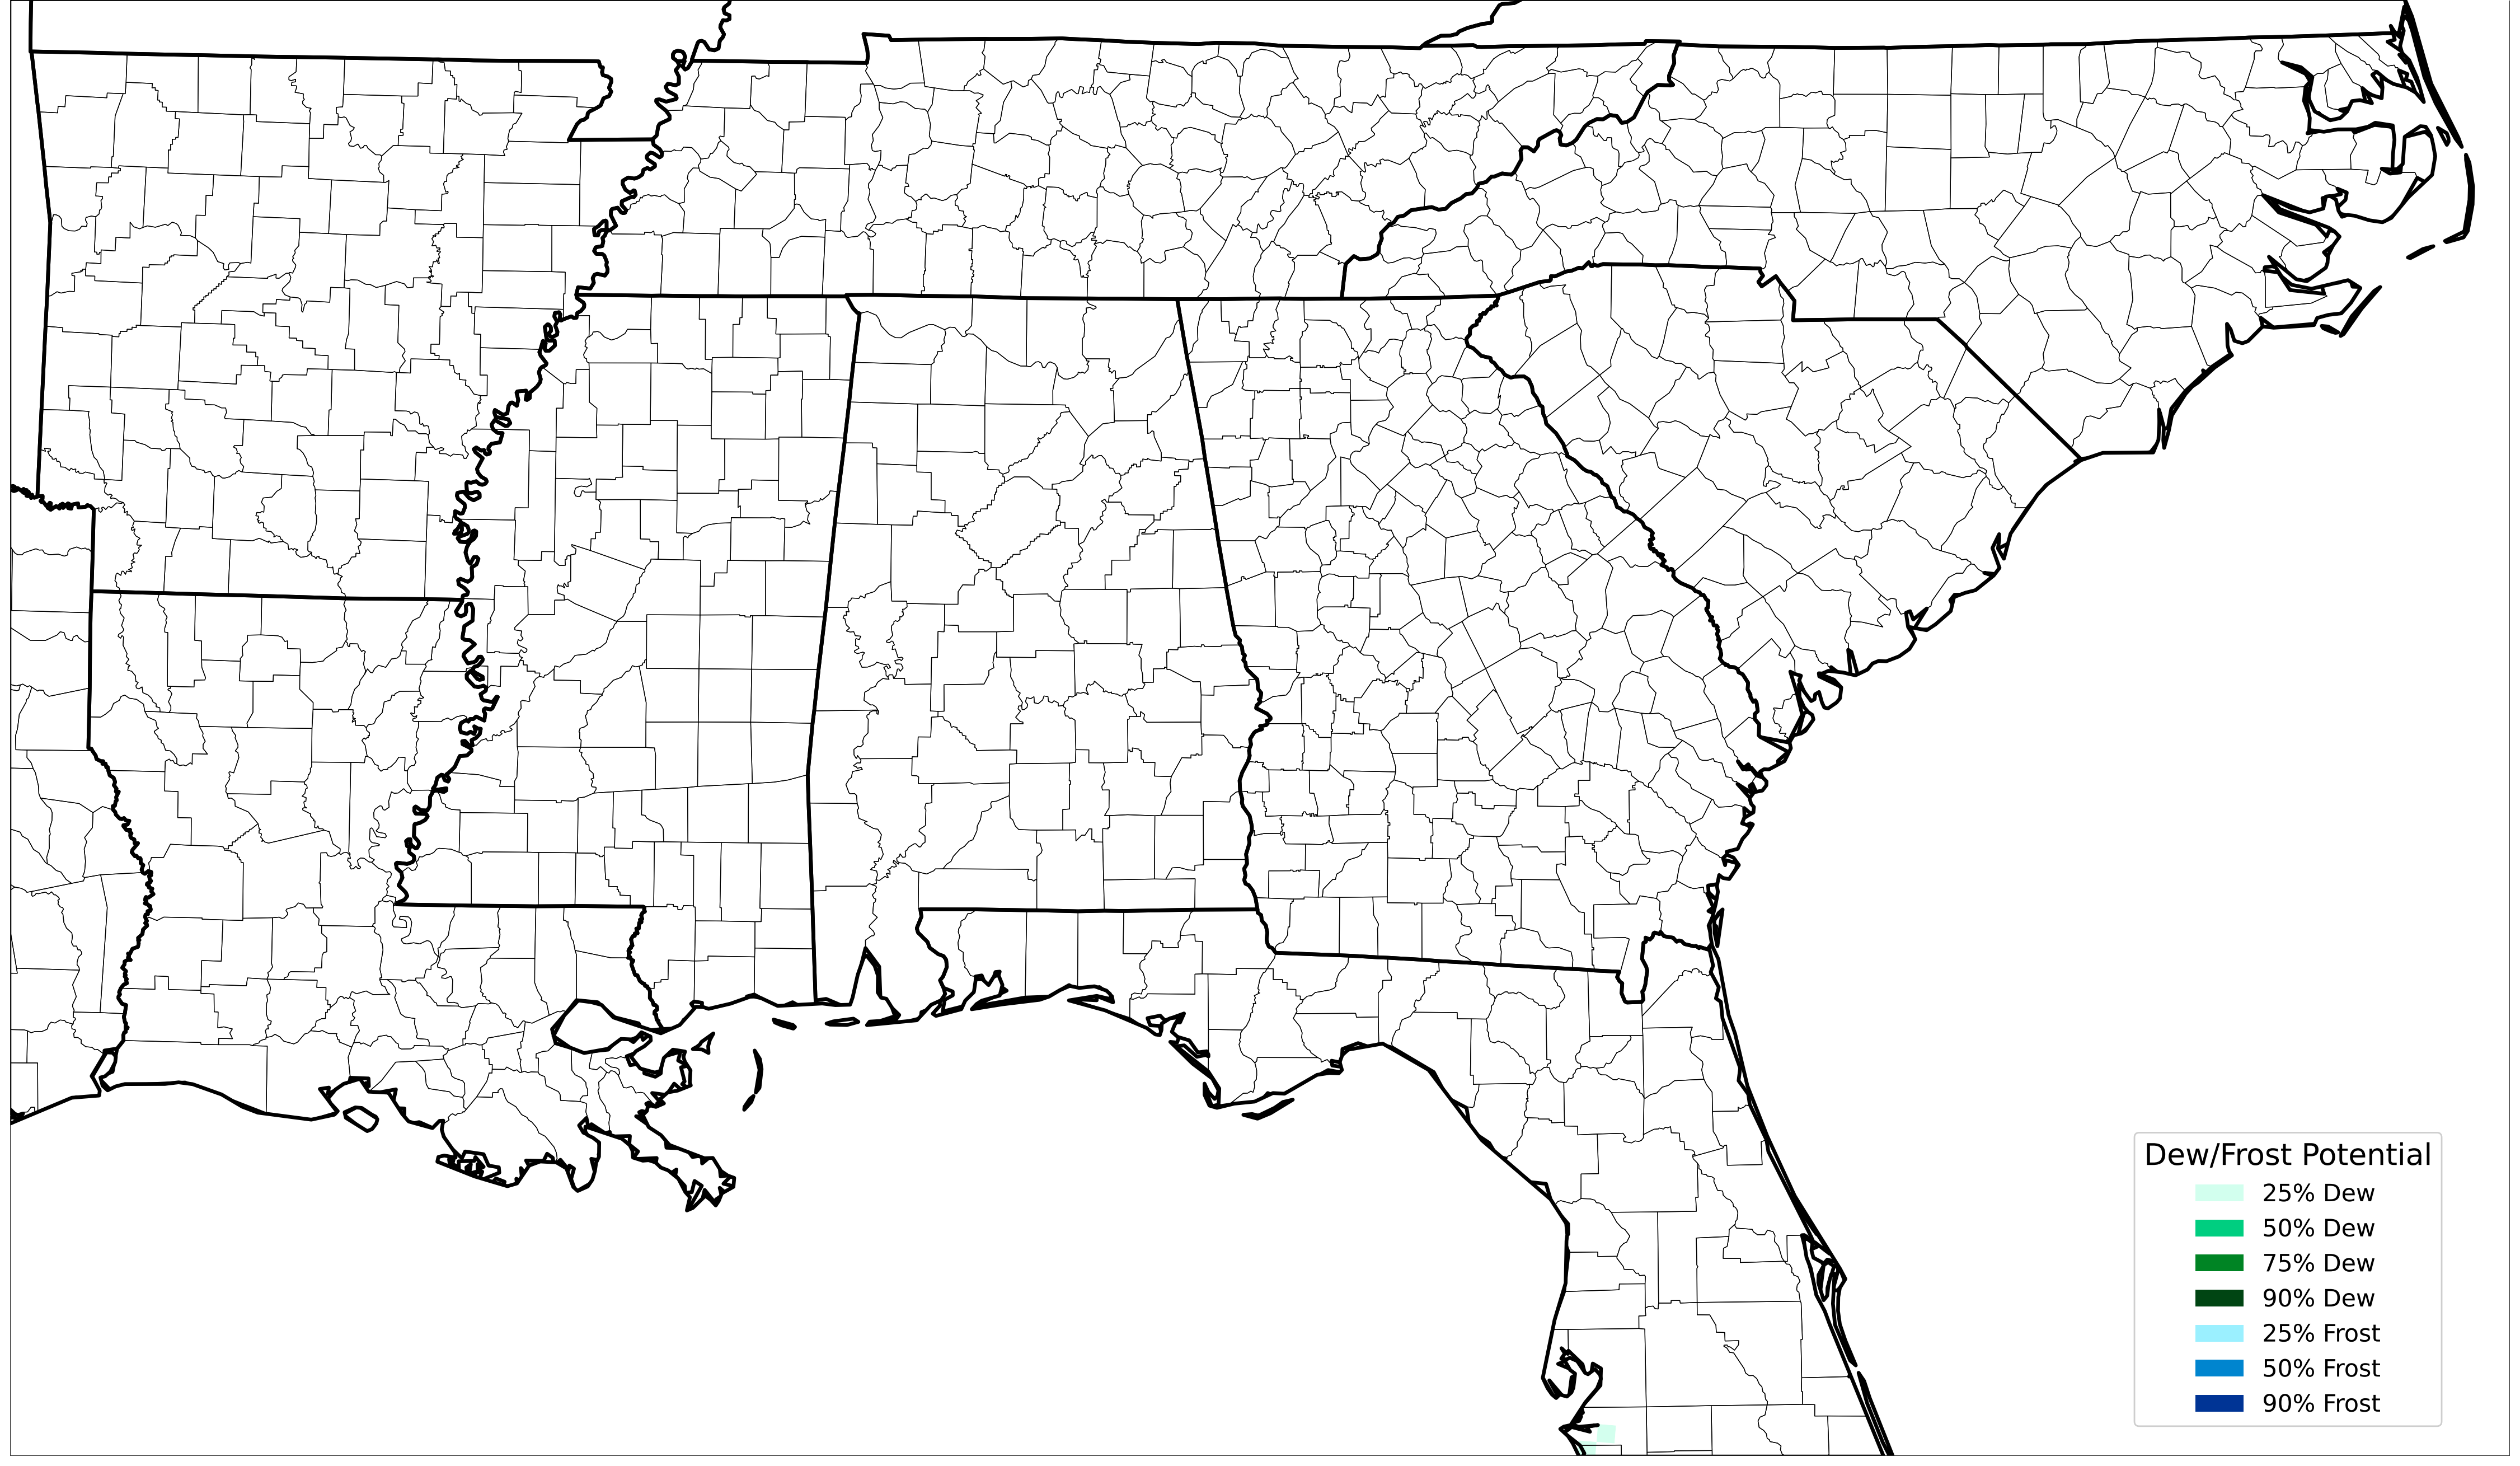 Dew/Frost Potential
25% Dew
50% Dew
75% Dew
90% Dew
25% Frost
50% Frost
90% Frost